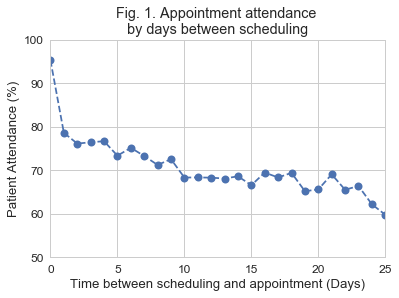 Fig. 1. Appointment attendance
by days between scheduling
100
90
80
70
60
50
Patient Attendance (%)
0 5 10 15 20 25
Time between scheduling and appointment (Days)